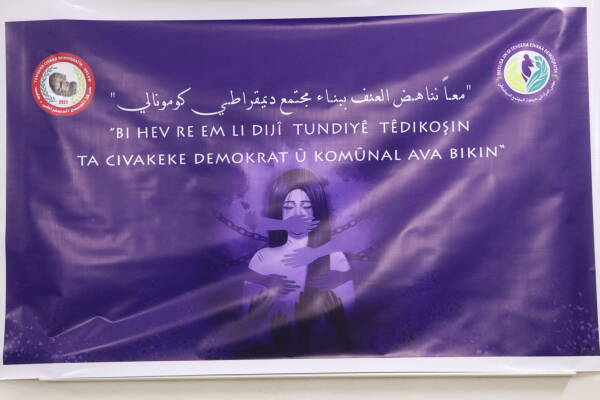 "معاً نناهض العنف ببناء مجتمع ديمقراطي كومونالي"
"BI HEV RE EM LI DIJÎ TUNDIYÊ TÊDIKOŞIN
TA CIVAKEKE DEMOKRAT Û KOMÛNAL AVA BIKIN"
2021